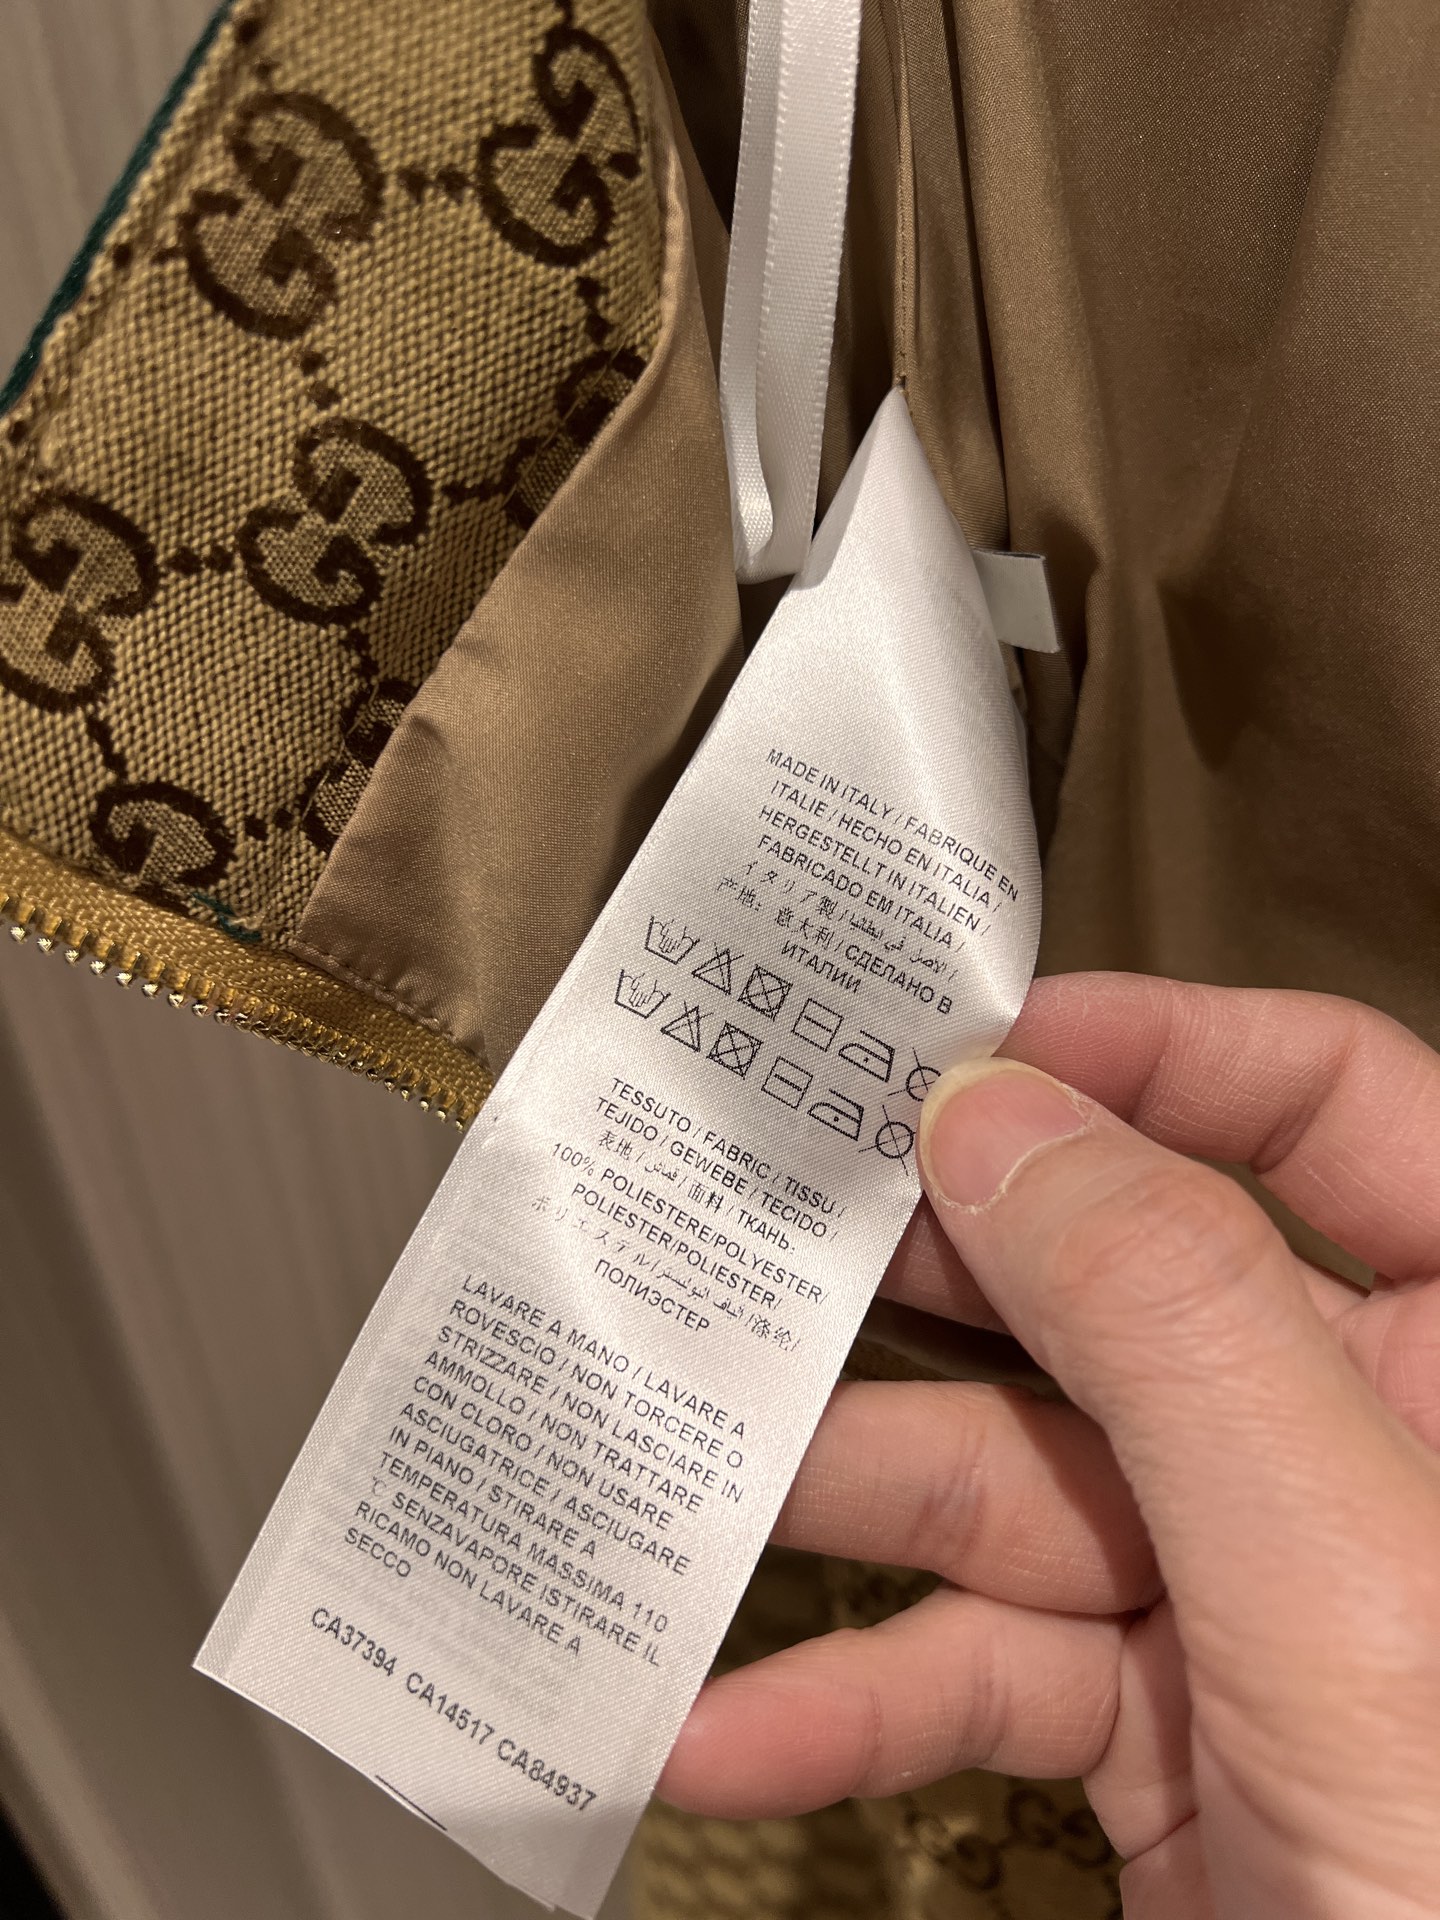 MADE IN ITALY / FABRIQUE EN
ITALIE / HECHO EN ITALIA /
HERGESTELLT IN ITALIEN /
FABRICADO EM ITALIA /
イタリア製 / الأصل في إيطاليا /
产地: 意大利 / СДЕЛАНО В
ИТАЛИИ
TESSUTO / FABRIC / TISSU /
TEJIDO / GEWEBE / TECIDO /
表地 / قماش / 面料 / ТКАНЬ:
100% POLIESTERE/POLYESTER/
POLIESTER/POLIESTER/
ポリエステル / الياف البوليستر / 涤纶 /
ПОЛИЭСТЕР
LAVARE A MANO / LAVARE A
ROVESCIO / NON TORCERE O
STRIZZARE / NON LASCIARE IN
AMMOLLO / NON TRATTARE
CON CLORO / NON USARE
ASCIUGATRICE / ASCIUGARE
IN PIANO / STIRARE A
TEMPERATURA MASSIMA 110
°C SENZAVAPORE ISTIRARE IL
RICAMO NON LAVARE A
SECCO
CA37394 CA14517 CA84937